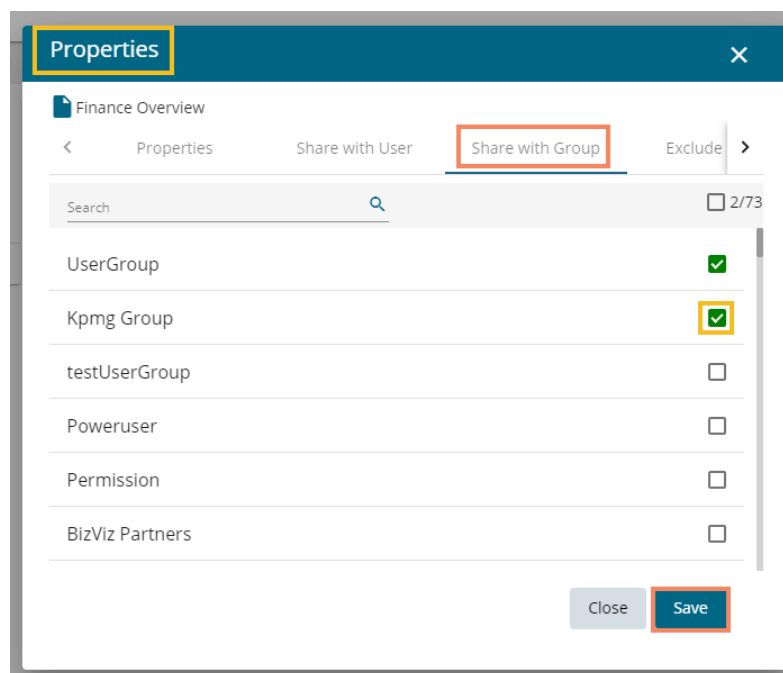 Properties
Finance Overview
Properties Share with User Share with Group Exclude
Search 2/73
UserGroup
Kpmg Group
testUserGroup
Poweruser
Permission
BizViz Partners
Close Save